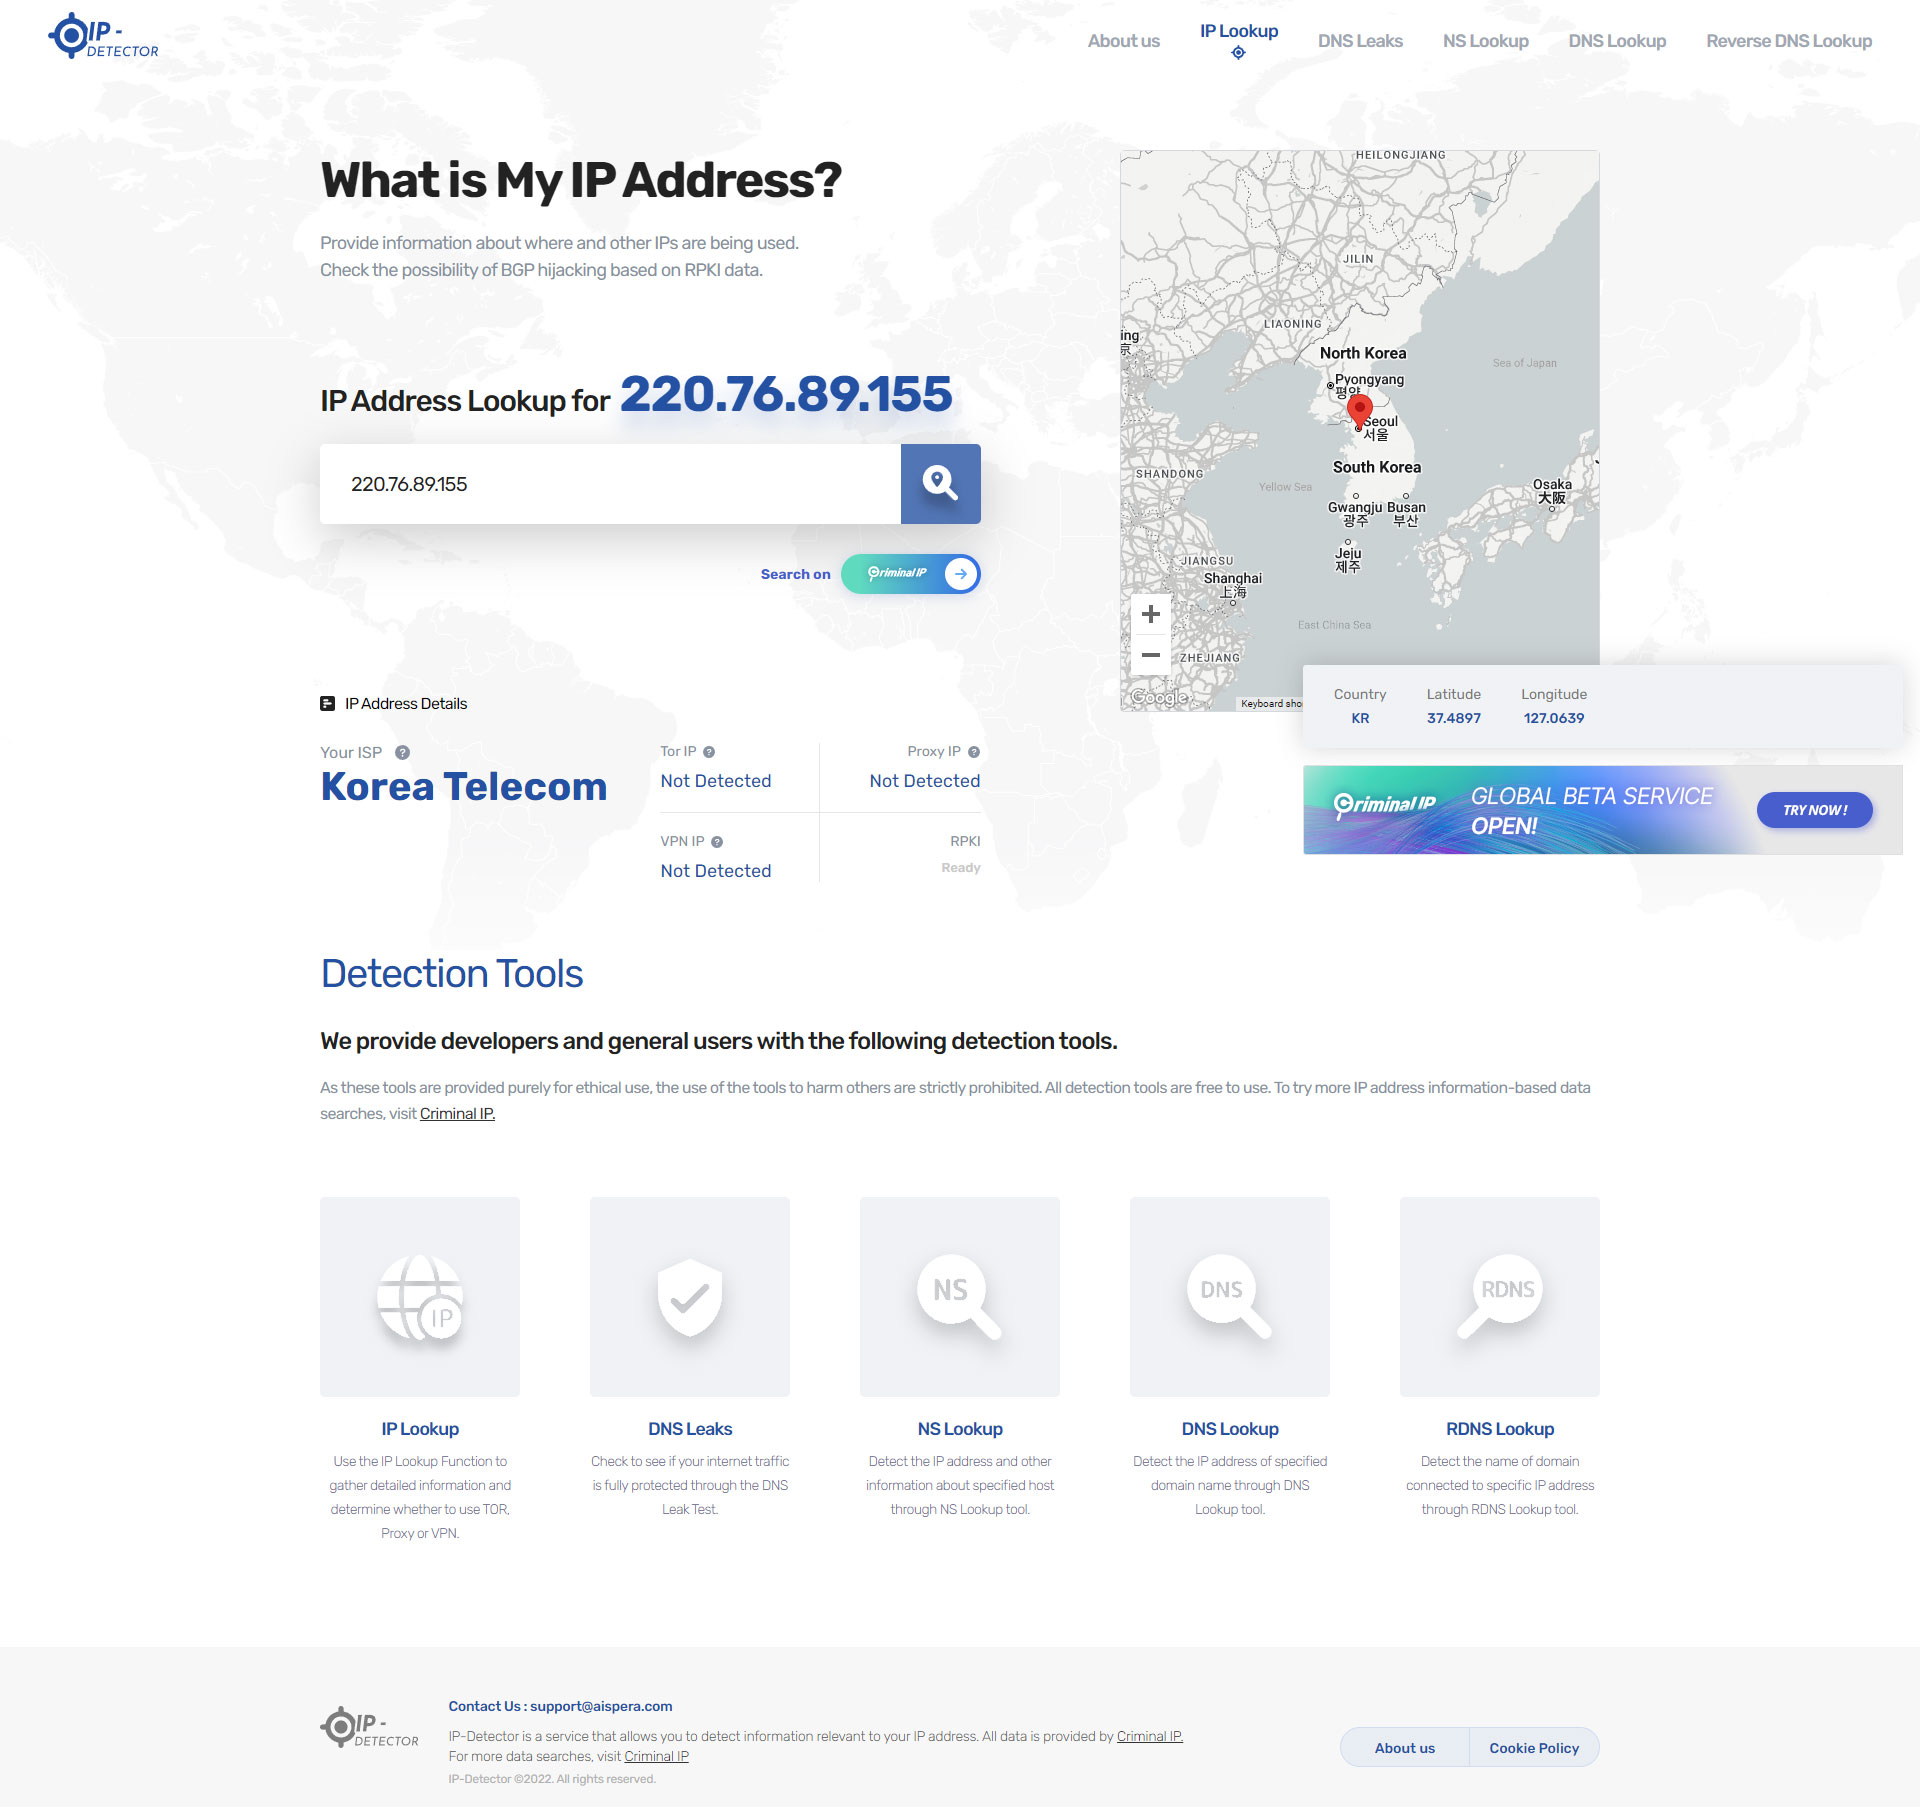 IP -
DETECTOR
About us
IP Lookup
DNS Leaks
NS Lookup
DNS Lookup
Reverse DNS Lookup
What is My IP Address?
Provide information about where and other IPs are being used.
Check the possibility of BGP hijacking based on RPKI data.
IP Address Lookup for 220.76.89.155
220.76.89.155
Search on
Criminal IP
HEILONGJIANG
JILIN
LIAONING
ing
京
North Korea
Sea of Japan
Pyongyang
평양
Seoul
서울
SHANDONG
South Korea
Yellow Sea
Osaka
大阪
Gwangju
광주
Busan
부산
Jeju
제주
JIANGSU
Shanghai
上海
East China Sea
+
−
ZHEJIANG
Google
Keyboard shor
Country
KR
Latitude
37.4897
Longitude
127.0639
IP Address Details
Your ISP ?
Korea Telecom
Tor IP ?
Not Detected
Proxy IP ?
Not Detected
VPN IP ?
Not Detected
RPKI
Ready
Criminal IP
GLOBAL BETA SERVICE
OPEN!
TRY NOW !
Detection Tools
We provide developers and general users with the following detection tools.
As these tools are provided purely for ethical use, the use of the tools to harm others are strictly prohibited. All detection tools are free to use. To try more IP address information-based data
searches, visit Criminal IP.
IP
IP Lookup
Use the IP Lookup Function to
gather detailed information and
determine whether to use TOR,
Proxy or VPN.
DNS Leaks
Check to see if your internet traffic
is fully protected through the DNS
Leak Test.
NS
NS Lookup
Detect the IP address and other
information about specified host
through NS Lookup tool.
DNS
DNS Lookup
Detect the IP address of specified
domain name through DNS
Lookup tool.
RDNS
RDNS Lookup
Detect the name of domain
connected to specific IP address
through RDNS Lookup tool.
IP -
DETECTOR
Contact Us : support@aispera.com
IP-Detector is a service that allows you to detect information relevant to your IP address. All data is provided by Criminal IP.
For more data searches, visit Criminal IP
IP-Detector ©2022. All rights reserved.
About us
Cookie Policy